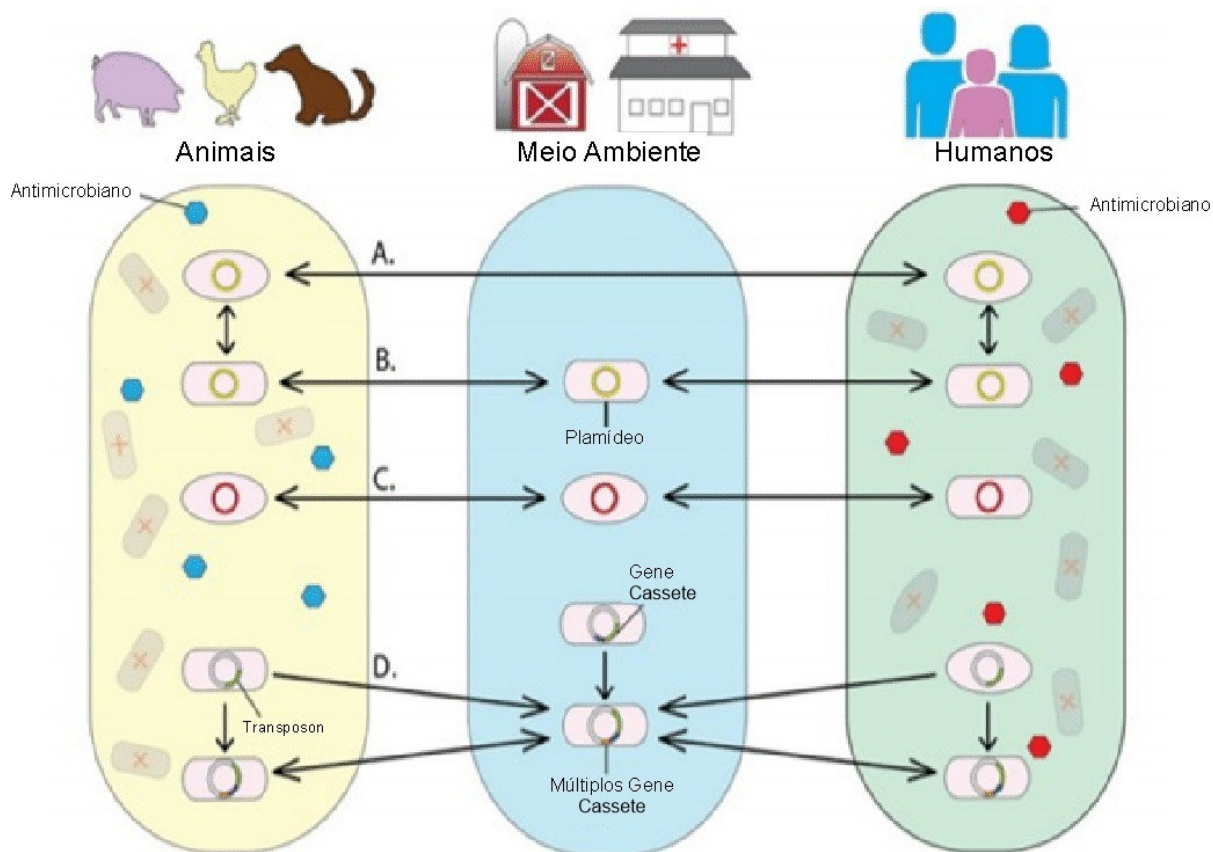 Animais
Meio Ambiente
Humanos
Antimicrobiano
Antimicrobiano
A.
B.
Plamídeo
C.
Gene
Cassete
D.
Transposon
Múltiplos Gene
Cassete